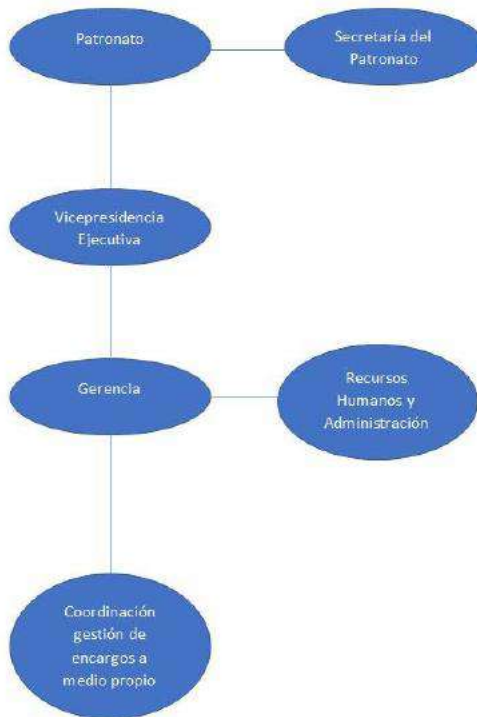 Patronato
Secretaría del
Patronato
Vicepresidencia
Ejecutiva
Gerencia
Recursos
Humanos y
Administración
Coordinación
gestión de
encargos a
medio propio